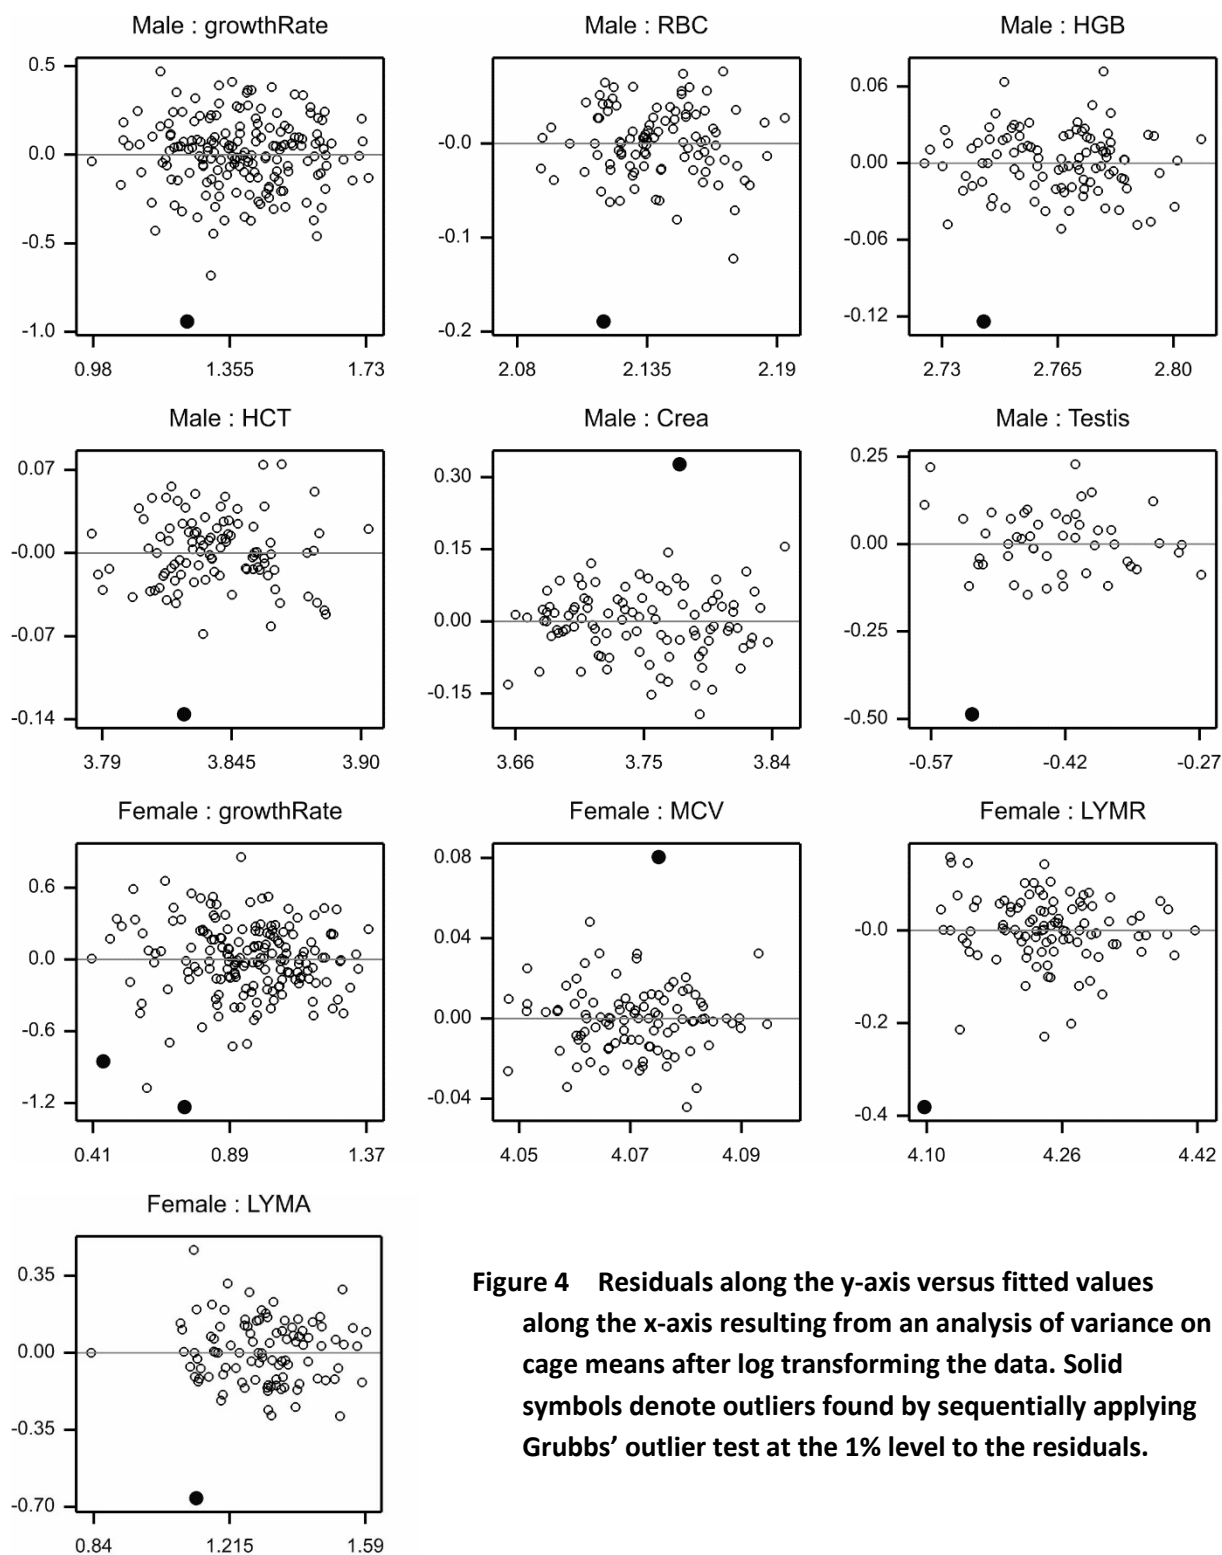 Male : growthRate
Male : RBC
Male : HGB
0.5
0.0
-0.5
-1.0
0.98 1.355 1.73
-0.0
-0.1
-0.2
2.08 2.135 2.19
0.06
0.00
-0.06
-0.12
2.73 2.765 2.80
Male : HCT
Male : Crea
Male : Testis
0.07
-0.00
-0.07
-0.14
3.79 3.845 3.90
0.30
0.15
0.00
-0.15
3.66 3.75 3.84
0.25
0.00
-0.25
-0.50
-0.57 -0.42 -0.27
Female : growthRate
Female : MCV
Female : LYMR
0.6
0.0
-0.6
-1.2
0.41 0.89 1.37
0.08
0.04
0.00
-0.04
4.05 4.07 4.09
-0.0
-0.2
-0.4
4.10 4.26 4.42
Female : LYMA
0.35
0.00
-0.35
-0.70
0.84 1.215 1.59
Figure 4 Residuals along the y-axis versus fitted values
along the x-axis resulting from an analysis of variance on
cage means after log transforming the data. Solid
symbols denote outliers found by sequentially applying
Grubbs’ outlier test at the 1% level to the residuals.